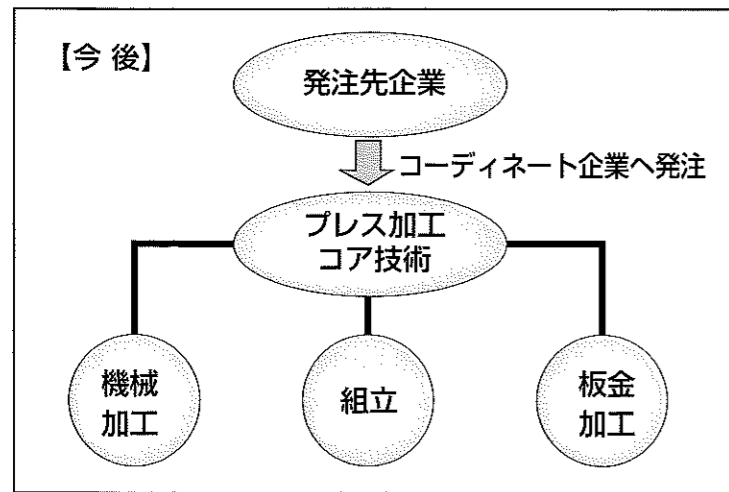 【今 後】
発注先企業
コーディネート企業へ発注
プレス加工
コア技術
機械
加工
組立
板金
加工